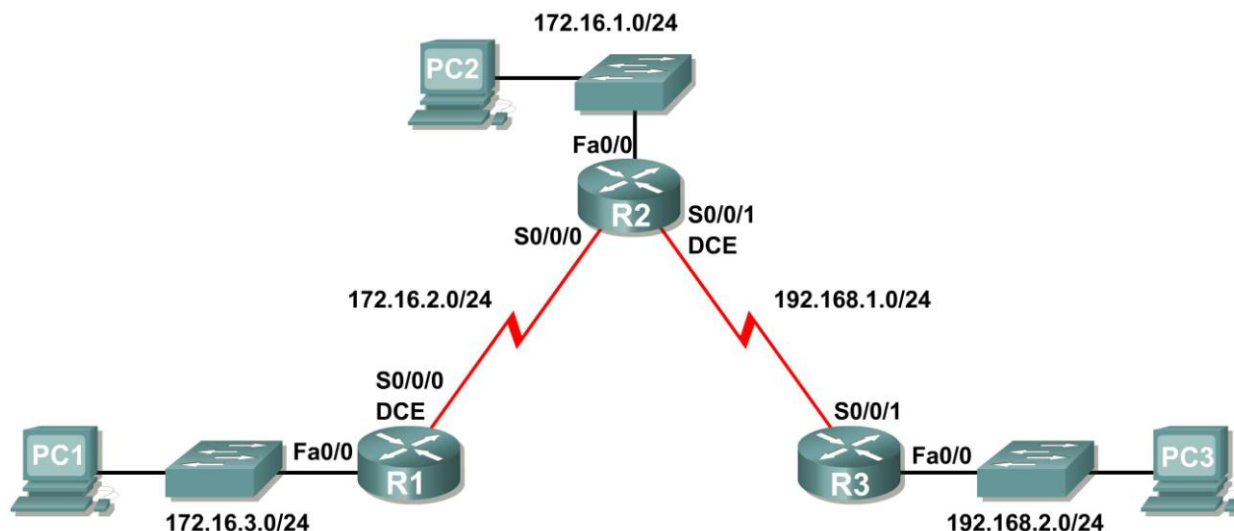 172.16.1.0/24
PC2
Fa0/0
R2
S0/0/1
DCE
S0/0/0
172.16.2.0/24
192.168.1.0/24
S0/0/0
DCE
S0/0/1
PC1
Fa0/0
R1
R3
Fa0/0
PC3
172.16.3.0/24
192.168.2.0/24